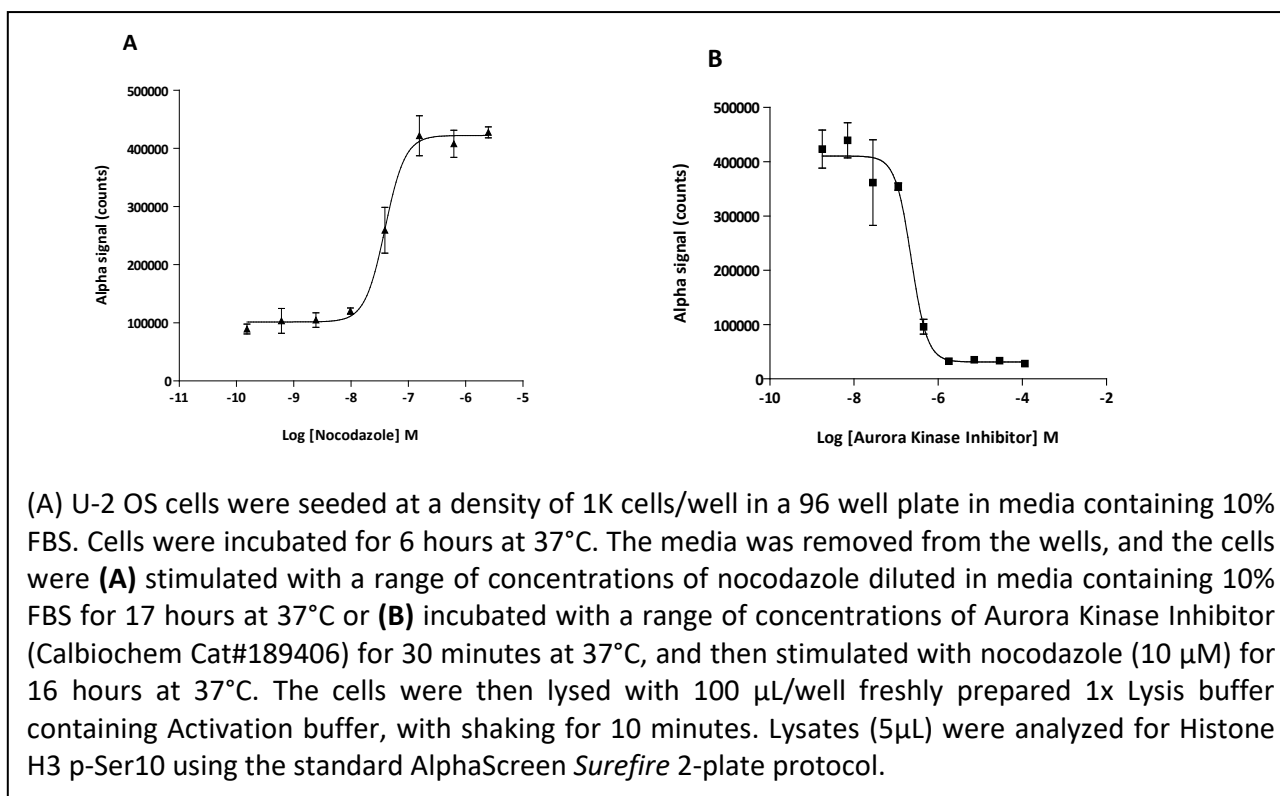 A
500000
400000
300000
200000
100000
0
Alpha signal (counts)
-11 -10 -9 -8 -7 -6 -5
Log [Nocodazole] M
B
500000
400000
300000
200000
100000
0
Alpha signal (counts)
-10 -8 -6 -4 -2
Log [Aurora Kinase Inhibitor] M
(A) U-2 OS cells were seeded at a density of 1K cells/well in a 96 well plate in media containing 10%
FBS. Cells were incubated for 6 hours at 37°C. The media was removed from the wells, and the cells
were (A) stimulated with a range of concentrations of nocodazole diluted in media containing 10%
FBS for 17 hours at 37°C or (B) incubated with a range of concentrations of Aurora Kinase Inhibitor
(Calbiochem Cat#189406) for 30 minutes at 37°C, and then stimulated with nocodazole (10 µM) for
16 hours at 37°C. The cells were then lysed with 100 µL/well freshly prepared 1x Lysis buffer
containing Activation buffer, with shaking for 10 minutes. Lysates (5µL) were analyzed for Histone
H3 p-Ser10 using the standard AlphaScreen Surefire 2-plate protocol.